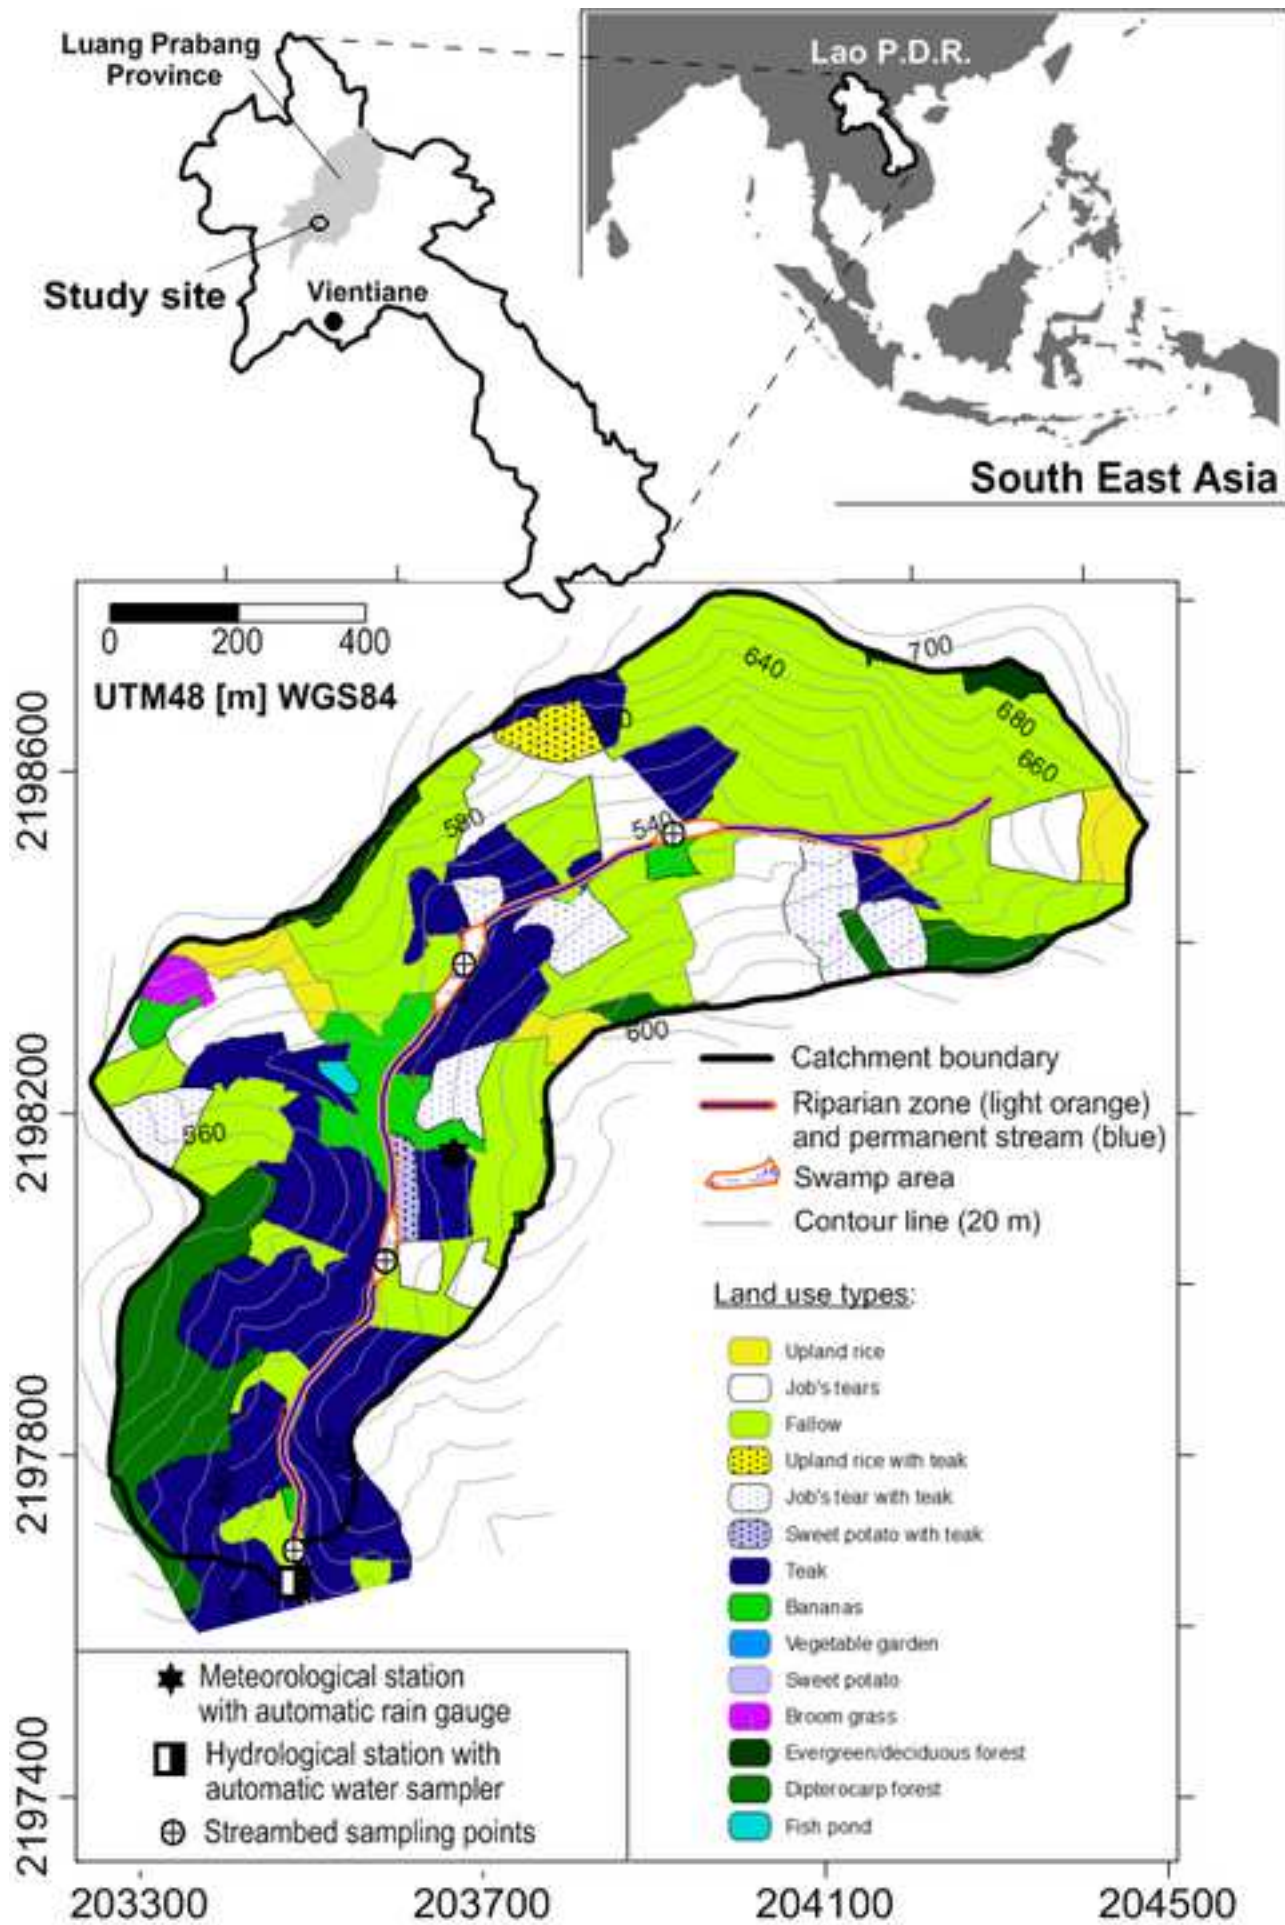 Luang Prabang
Province
Lao P.D.R.
Study site
Vientiane
South East Asia
0 200 400
UTM48 [m] WGS84
700
640
680
660
580
540
600
560
2198600
2198200
2197800
2197400
Catchment boundary
Riparian zone (light orange)
and permanent stream (blue)
Swamp area
Contour line (20 m)
Land use types:
Upland rice
Job's tears
Fallow
Upland rice with teak
Job's tear with teak
Sweet potato with teak
Teak
Bananas
Vegetable garden
Sweet potato
Broom grass
Evergreen/deciduous forest
Dipterocarp forest
Fish pond
Meteorological station
with automatic rain gauge
Hydrological station with
automatic water sampler
Streambed sampling points
203300 203700 204100 204500